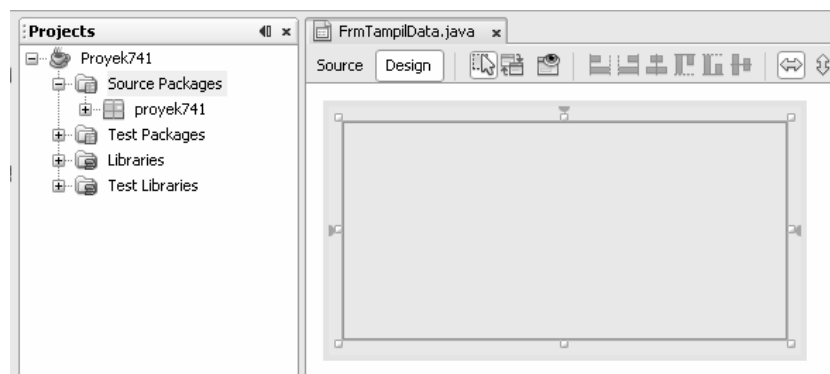 Projects
Proyek741
Source Packages
proyek741
Test Packages
Libraries
Test Libraries
FrmTampilData.java
Source Design